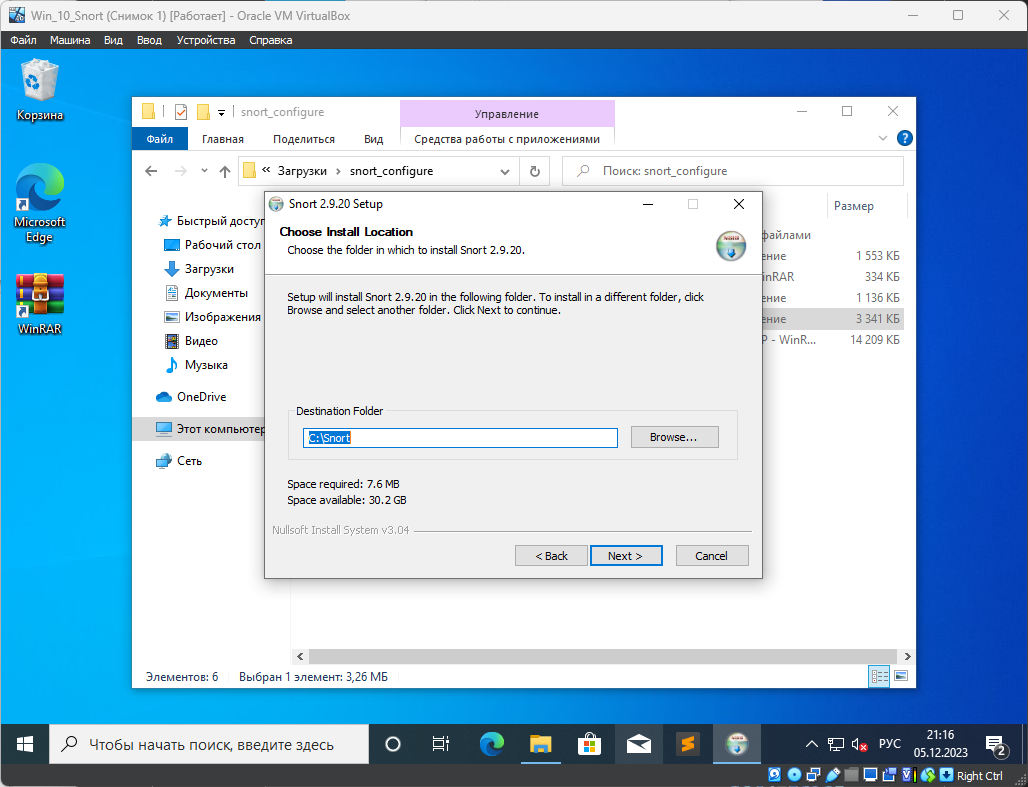 Win_10_Snort (Снимок 1) [Работает] - Oracle VM VirtualBox
Файл Машина Вид Ввод Устройства Справка
Корзина
Microsoft
Edge
WinRAR
snort_configure
Управление
Файл Главная Поделиться Вид Средства работы с приложениями
« Загрузки › snort_configure
Поиск: snort_configure
Размер
Быстрый доступ
Рабочий стол
Загрузки
Документы
Изображения
Видео
Музыка
OneDrive
Этот компьютер
Сеть
файлами
ение 1 553 КБ
inRAR 334 КБ
ение 1 136 КБ
ение 3 341 КБ
P - WinR... 14 209 КБ
Snort 2.9.20 Setup
Choose Install Location
Choose the folder in which to install Snort 2.9.20.
Setup will install Snort 2.9.20 in the following folder. To install in a different folder, click
Browse and select another folder. Click Next to continue.
Destination Folder
C:\Snort
Browse...
Space required: 7.6 MB
Space available: 30.2 GB
Nullsoft Install System v3.04
< Back Next > Cancel
Элементов: 6 Выбран 1 элемент: 3,26 МБ
Чтобы начать поиск, введите здесь
РУС
21:16
05.12.2023
2
Right Ctrl